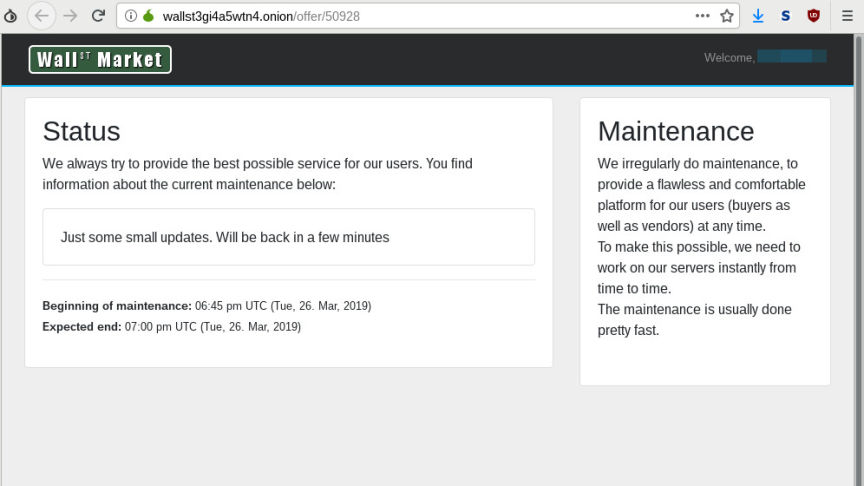 wallst3gi4a5wtn4.onion/offer/50928
S
Wall ST Market
Welcome,
Status
We always try to provide the best possible service for our users. You find
information about the current maintenance below:
Just some small updates. Will be back in a few minutes
Beginning of maintenance: 06:45 pm UTC (Tue, 26. Mar, 2019)
Expected end: 07:00 pm UTC (Tue, 26. Mar, 2019)
Maintenance
We irregularly do maintenance, to
provide a flawless and comfortable
platform for our users (buyers as
well as vendors) at any time.
To make this possible, we need to
work on our servers instantly from
time to time.
The maintenance is usually done
pretty fast.